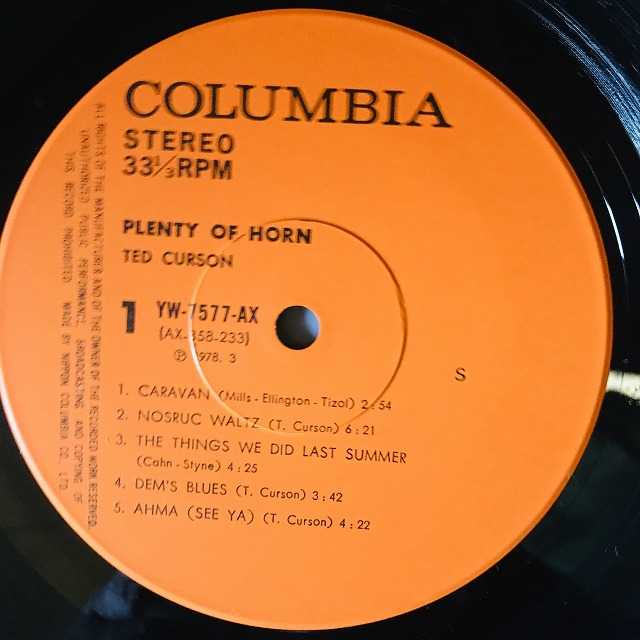 COLUMBIA
STEREO
33⅓RPM
PLENTY OF HORN
TED CURSON
1
YW-7577-AX
(AX-358-233)
Ⓟ1978. 3
S
1. CARAVAN (Mills - Ellington - Tizol) 2:54
2. NOSRUC WALTZ (T. Curson) 6:21
3. THE THINGS WE DID LAST SUMMER
(Cahn - Styne) 4:25
4. DEM'S BLUES (T. Curson) 3:42
5. AHMA (SEE YA) (T. Curson) 4:22
ALL RIGHTS OF THE MANUFACTURER AND OF THE OWNER OF THE RECORDED WORK RESERVED.
UNAUTHORIZED PUBLIC PERFORMANCE, BROADCASTING AND COPYING OF
THIS RECORD PROHIBITED. MADE BY NIPPON COLUMBIA CO. LTD.